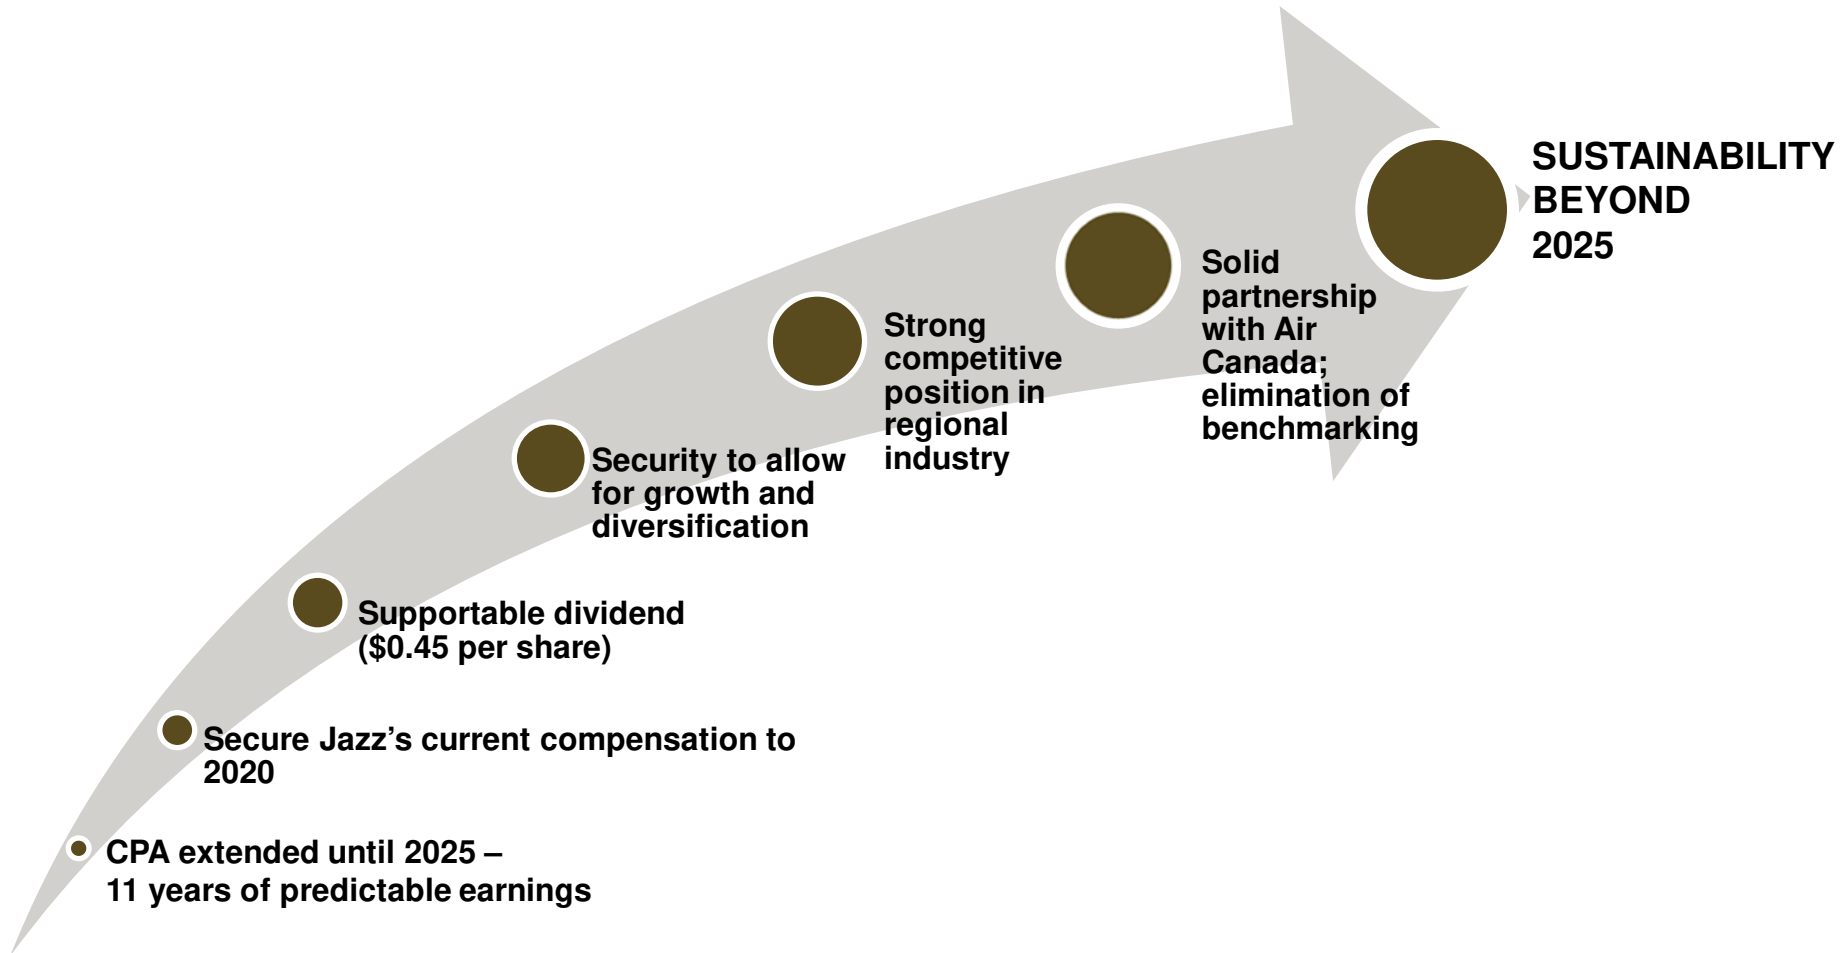 SUSTAINABILITY
BEYOND
2025
Solid
partnership
with Air
Canada;
elimination of
benchmarking
Strong
competitive
position in
regional
industry
Security to allow
for growth and
diversification
Supportable dividend
($0.45 per share)
Secure Jazz’s current compensation to
2020
CPA extended until 2025 –
11 years of predictable earnings